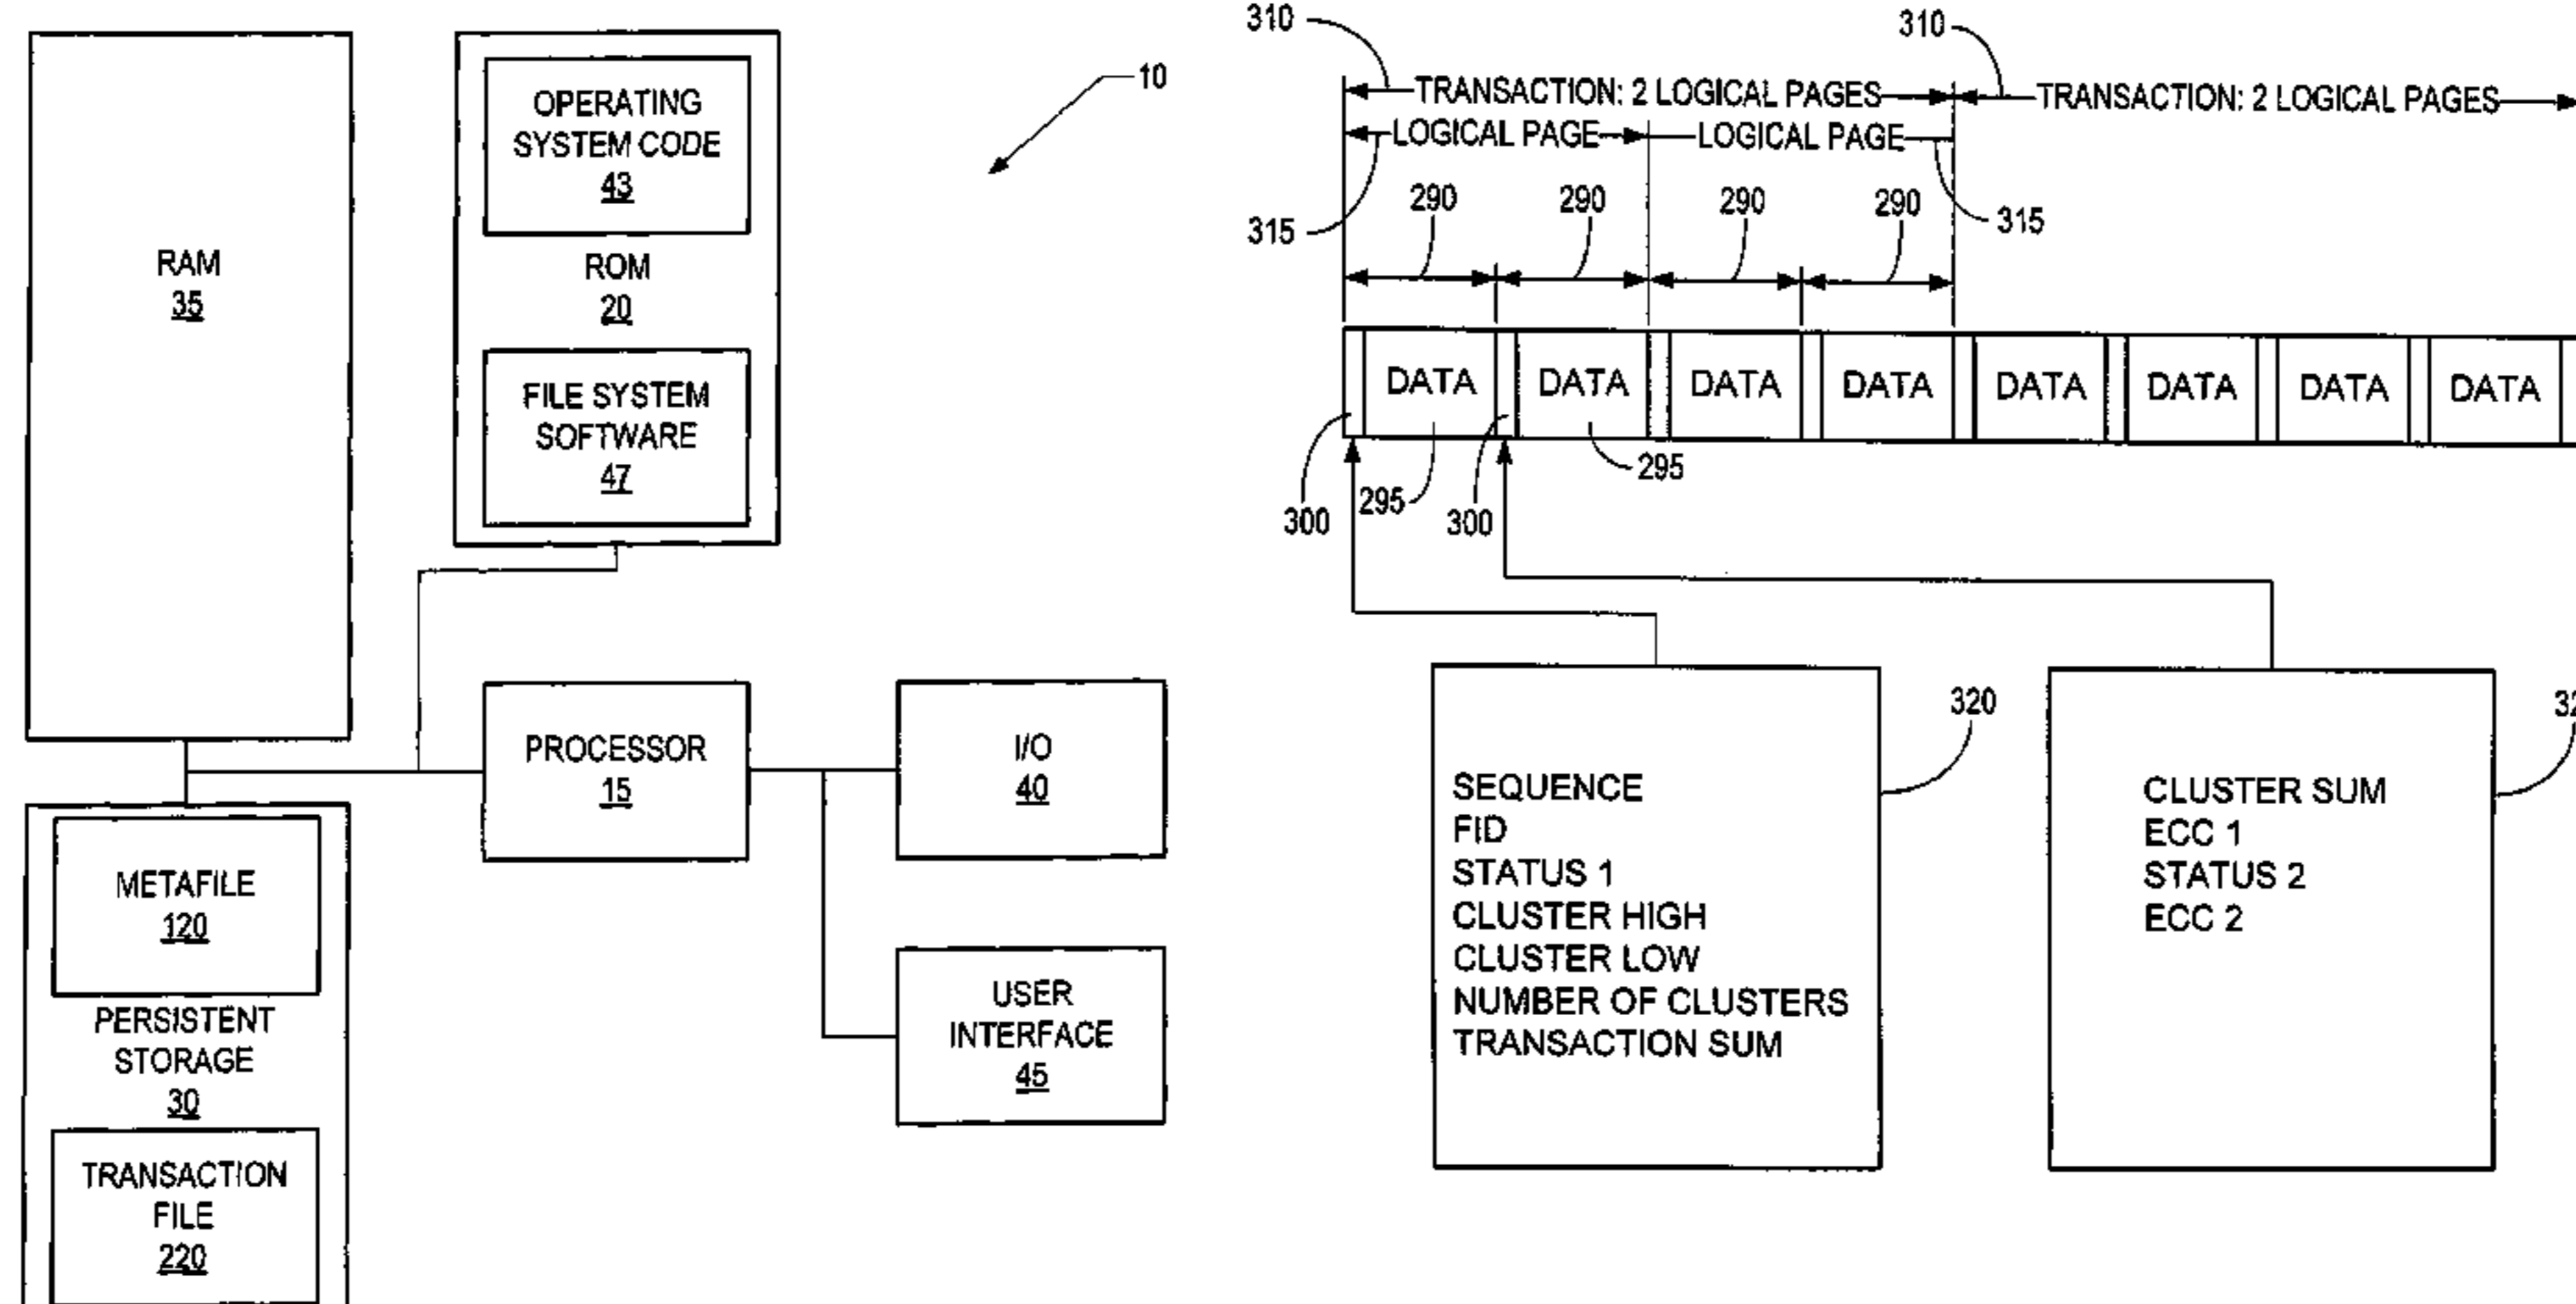 RAM
35
OPERATING
SYSTEM CODE
43
ROM
20
FILE SYSTEM
SOFTWARE
47
10
PROCESSOR
15
I/O
40
USER
INTERFACE
45
METAFILE
120
PERSISTENT
STORAGE
30
TRANSACTION
FILE
220
310
310
TRANSACTION: 2 LOGICAL PAGES
TRANSACTION: 2 LOGICAL PAGES
LOGICAL PAGE
LOGICAL PAGE
315
290
290
290
290
315
DATA
DATA
DATA
DATA
DATA
DATA
DATA
DATA
300
295
300
295
SEQUENCE
FID
STATUS 1
CLUSTER HIGH
CLUSTER LOW
NUMBER OF CLUSTERS
TRANSACTION SUM
320
CLUSTER SUM
ECC 1
STATUS 2
ECC 2